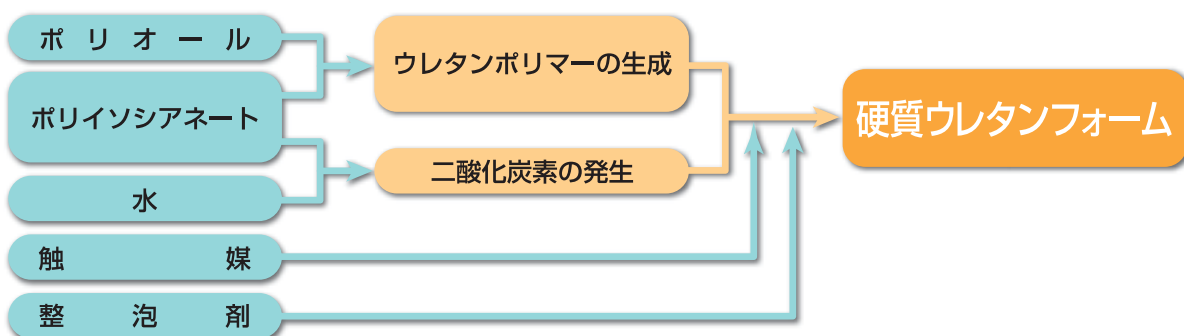 ポリオール
ポリイソシアネート
水
触媒
整泡剤
ウレタンポリマーの生成
二酸化炭素の発生
硬質ウレタンフォーム